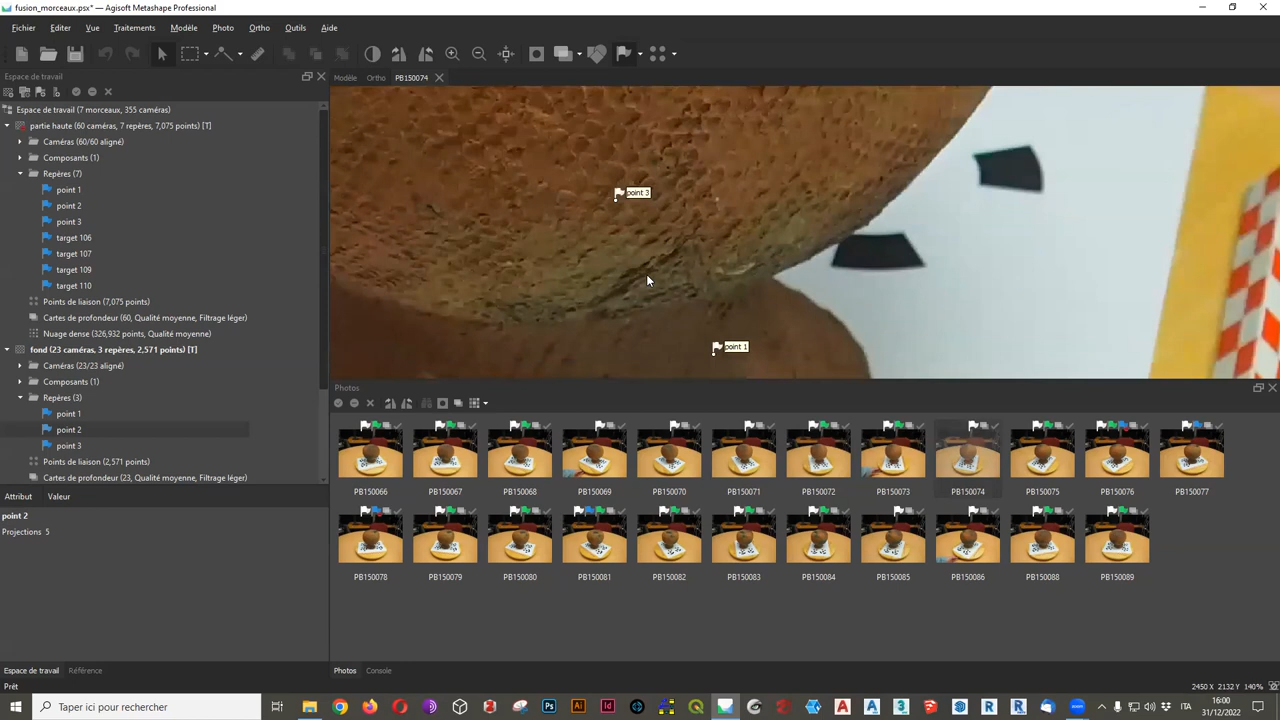 fusion_morceaux.psx* — Agisoft Metashape Professional
Fichier Editer Vue Traitements Modèle Photo Ortho Outils Aide
Espace de travail
Modèle Ortho PB150074
Espace de travail (7 morceaux, 355 caméras)
partie haute (60 caméras, 7 repères, 7,075 points) [T]
Caméras (60/60 aligné)
Composants (1)
Repères (7)
point 1
point 2
point 3
target 106
target 107
target 109
target 110
Points de liaison (7,075 points)
Cartes de profondeur (60, Qualité moyenne, Filtrage léger)
Nuage dense (326,932 points, Qualité moyenne)
fond (23 caméras, 3 repères, 2,571 points) [T]
Caméras (23/23 aligné)
Composants (1)
Repères (3)
point 1
point 2
point 3
Points de liaison (2,571 points)
Cartes de profondeur (23, Qualité moyenne, Filtrage léger)
Attribut Valeur
point 2
Projections 5
Espace de travail Référence
Prêt
point 3
point 1
Photos
PB150066 PB150067 PB150068 PB150069 PB150070 PB150071 PB150072 PB150073 PB150074 PB150075 PB150076 PB150077
PB150078 PB150079 PB150080 PB150081 PB150082 PB150083 PB150084 PB150085 PB150086 PB150088 PB150089
Photos Console
2450 X 2132 Y 140%
Taper ici pour rechercher
Ps Ai Id
A A 3 R R
zoom
ITA
16:00
31/12/2022